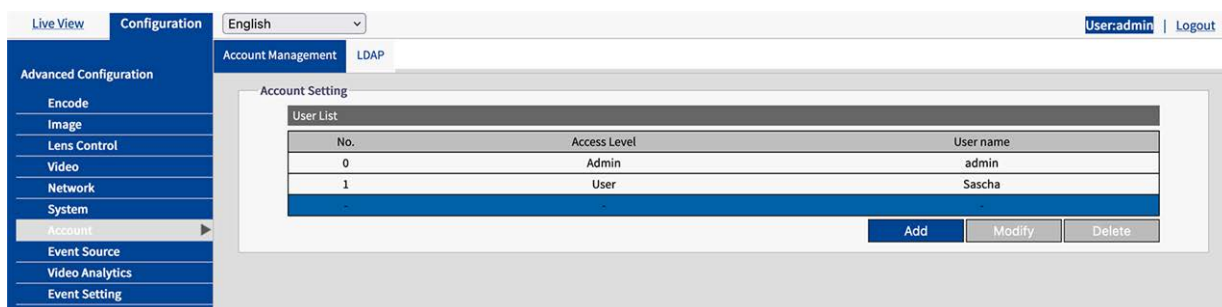 Live View Configuration English User:admin | Logout
Account Management LDAP
Advanced Configuration
Account Setting
Encode
User List
Image
No. Access Level User name
Lens Control
0 Admin admin
Video
1 User Sascha
Network
- - -
System
Account Add Modify Delete
Event Source
Video Analytics
Event Setting